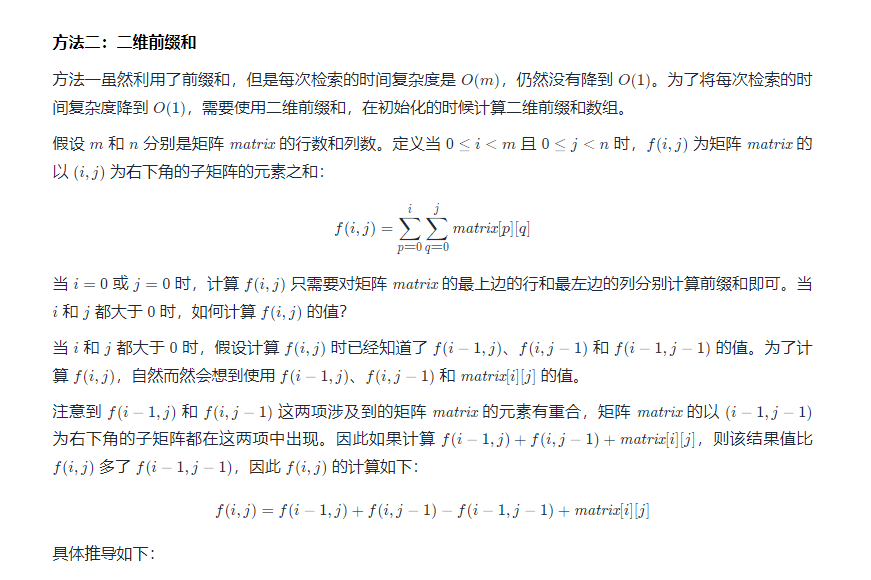 方法二：二维前缀和
方法一虽然利用了前缀和，但是每次检索的时间复杂度是 O(m)，仍然没有降到 O(1)。为了将每次检索的时
间复杂度降到 O(1)，需要使用二维前缀和，在初始化的时候计算二维前缀和数组。
假设 m 和 n 分别是矩阵 matrix 的行数和列数。定义当 0 ≤ i < m 且 0 ≤ j < n 时，f(i, j) 为矩阵 matrix 的
以 (i, j) 为右下角的子矩阵的元素之和：
f(i, j) = ∑_{p=0}^{i} ∑_{q=0}^{j} matrix[p][q]
当 i = 0 或 j = 0 时，计算 f(i, j) 只需要对矩阵 matrix 的最上边的行和最左边的列分别计算前缀和即可。当
i 和 j 都大于 0 时，如何计算 f(i, j) 的值？
当 i 和 j 都大于 0 时，假设计算 f(i, j) 时已经知道了 f(i − 1, j)、f(i, j − 1) 和 f(i − 1, j − 1) 的值。为了计
算 f(i, j)，自然而然会想到使用 f(i − 1, j)、f(i, j − 1) 和 matrix[i][j] 的值。
注意到 f(i − 1, j) 和 f(i, j − 1) 这两项涉及到的矩阵 matrix 的元素有重合，矩阵 matrix 的以 (i − 1, j − 1)
为右下角的子矩阵都在这两项中出现。因此如果计算 f(i − 1, j) + f(i, j − 1) + matrix[i][j]，则该结果值比
f(i, j) 多了 f(i − 1, j − 1)，因此 f(i, j) 的计算如下：
f(i, j) = f(i − 1, j) + f(i, j − 1) − f(i − 1, j − 1) + matrix[i][j]
具体推导如下：